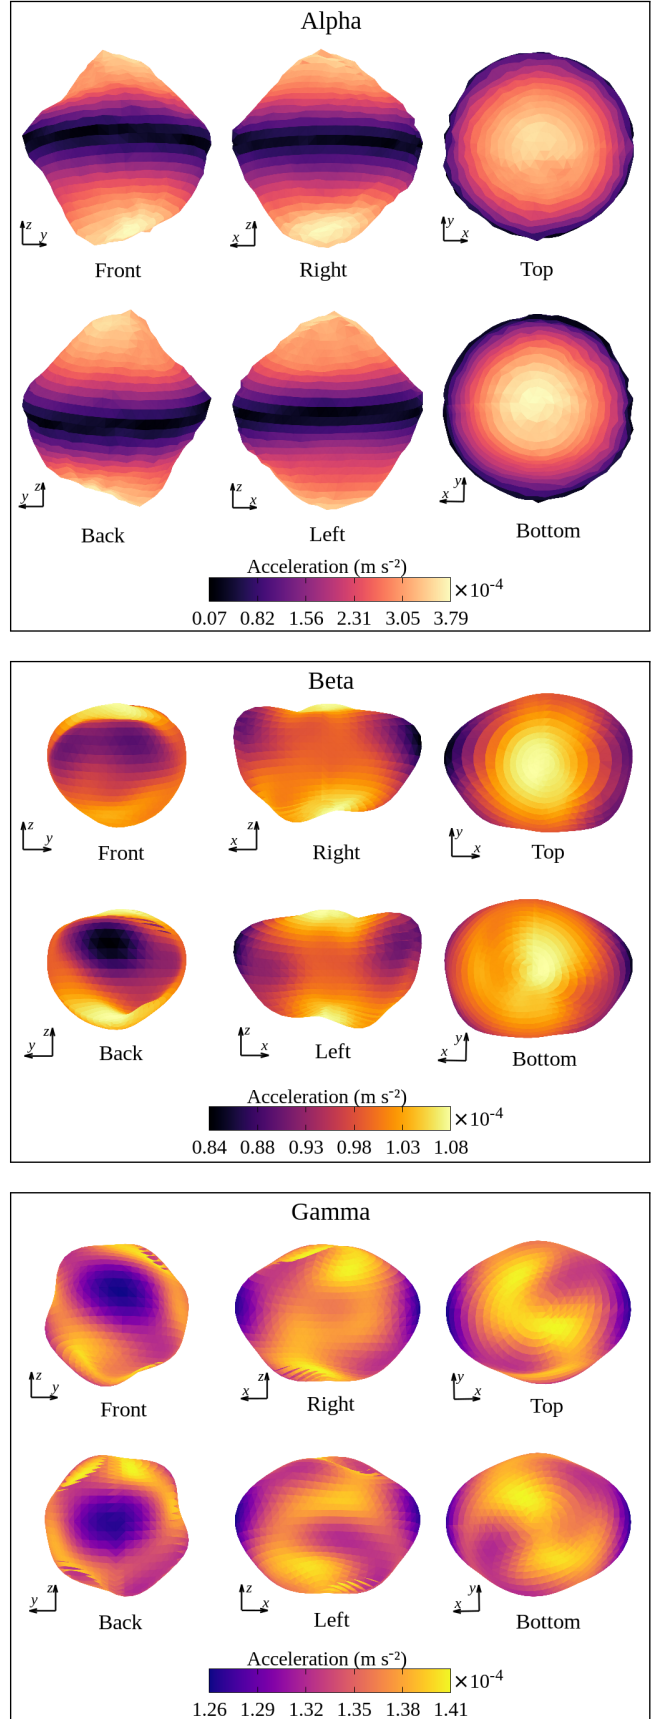 Alpha
z y z x y x
Front Right Top
z y z x y x
Back Left Bottom
Acceleration (m s⁻²)
×10⁻⁴
0.07 0.82 1.56 2.31 3.05 3.79
Beta
z y z x y x
Front Right Top
z y z x y x
Back Left Bottom
Acceleration (m s⁻²)
×10⁻⁴
0.84 0.88 0.93 0.98 1.03 1.08
Gamma
z y z x y x
Front Right Top
z y z x y x
Back Left Bottom
Acceleration (m s⁻²)
×10⁻⁴
1.26 1.29 1.32 1.35 1.38 1.41